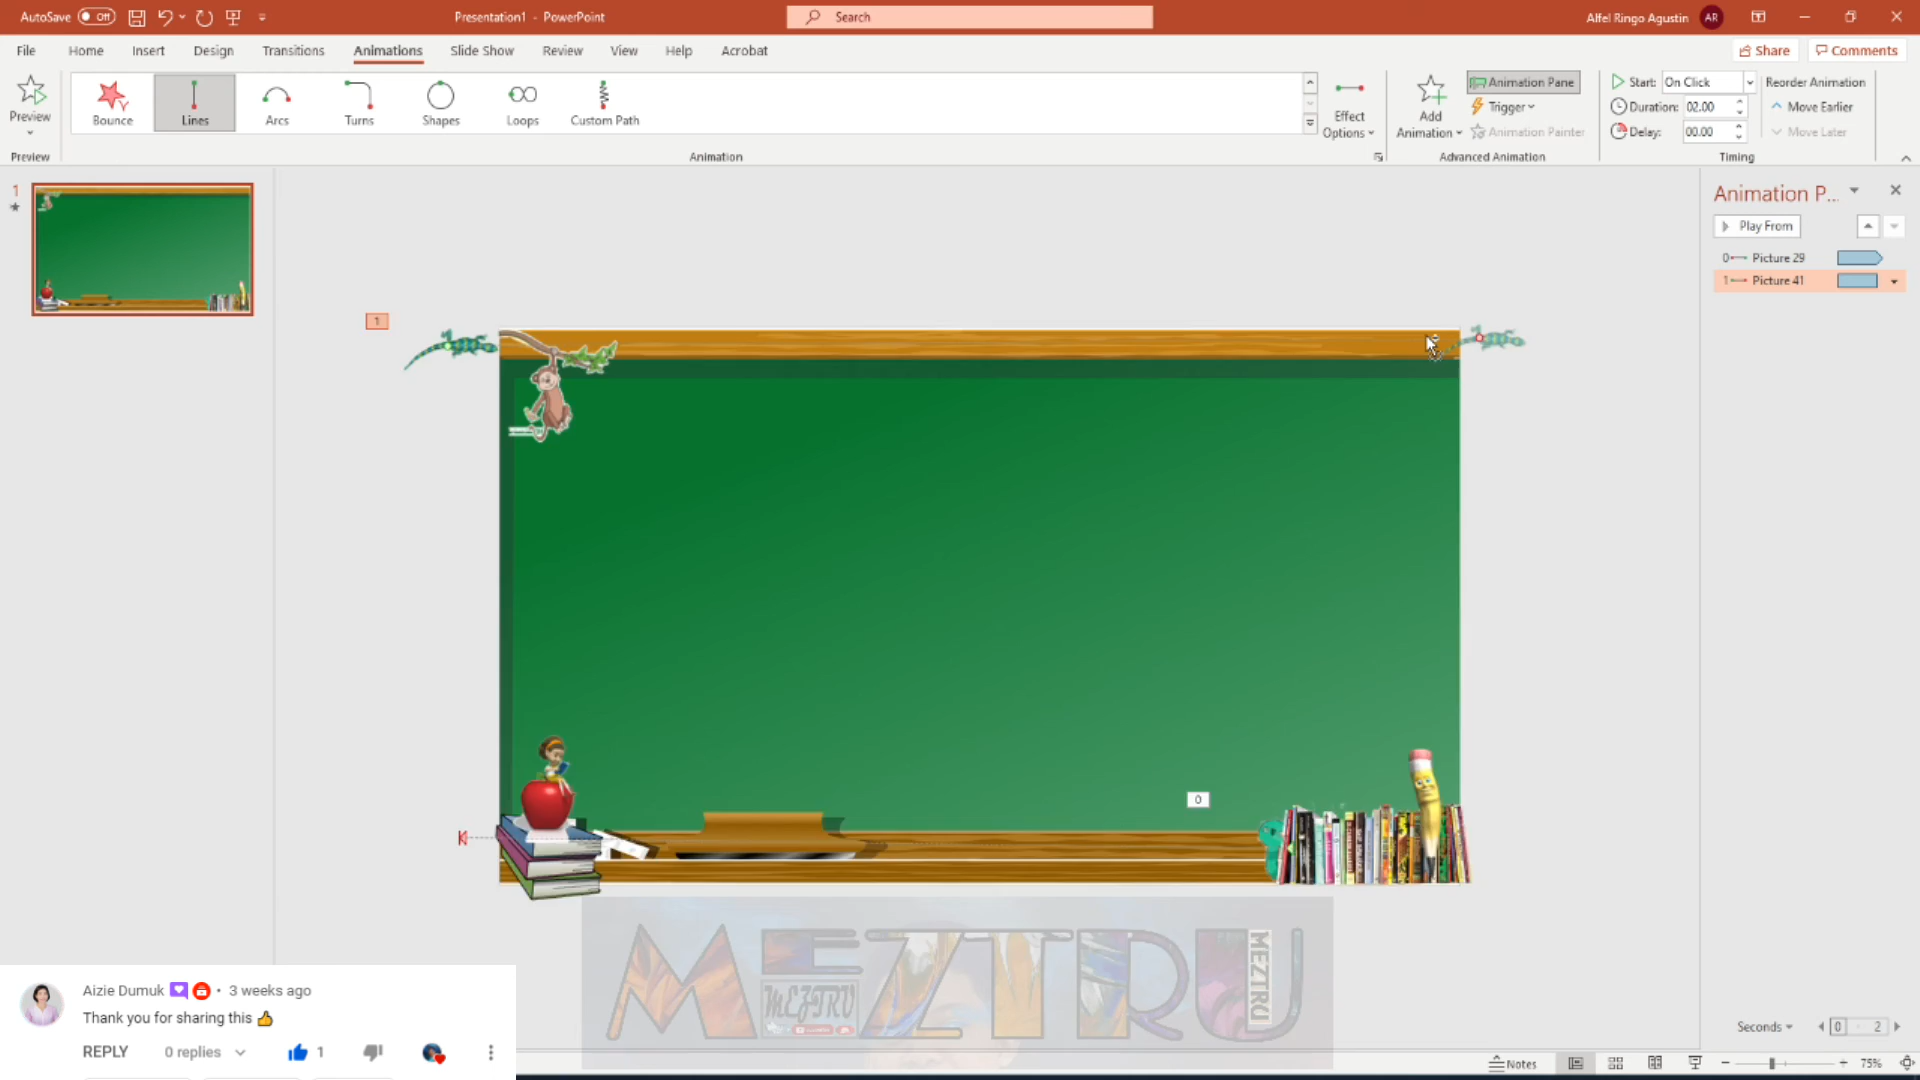 AutoSave Off
Presentation1 - PowerPoint
Search
Alfel Ringo Agustin AR
File Home Insert Design Transitions Animations Slide Show Review View Help Acrobat
Share Comments
Preview
Bounce Lines Arcs Turns Shapes Loops Custom Path
Effect Options
Add Animation
Animation Pane
Trigger
Animation Painter
Start: On Click
Duration: 02.00
Delay: 00.00
Reorder Animation
Move Earlier
Move Later
Preview Animation Advanced Animation Timing
1
Animation P...
Play From
0 Picture 29
1 Picture 41
1
0
MEZTRU
MEZTRU
MEZTRU
Aizie Dumuk • 3 weeks ago
Thank you for sharing this 👍
REPLY 0 replies 1
Seconds 0 2
Notes 75%